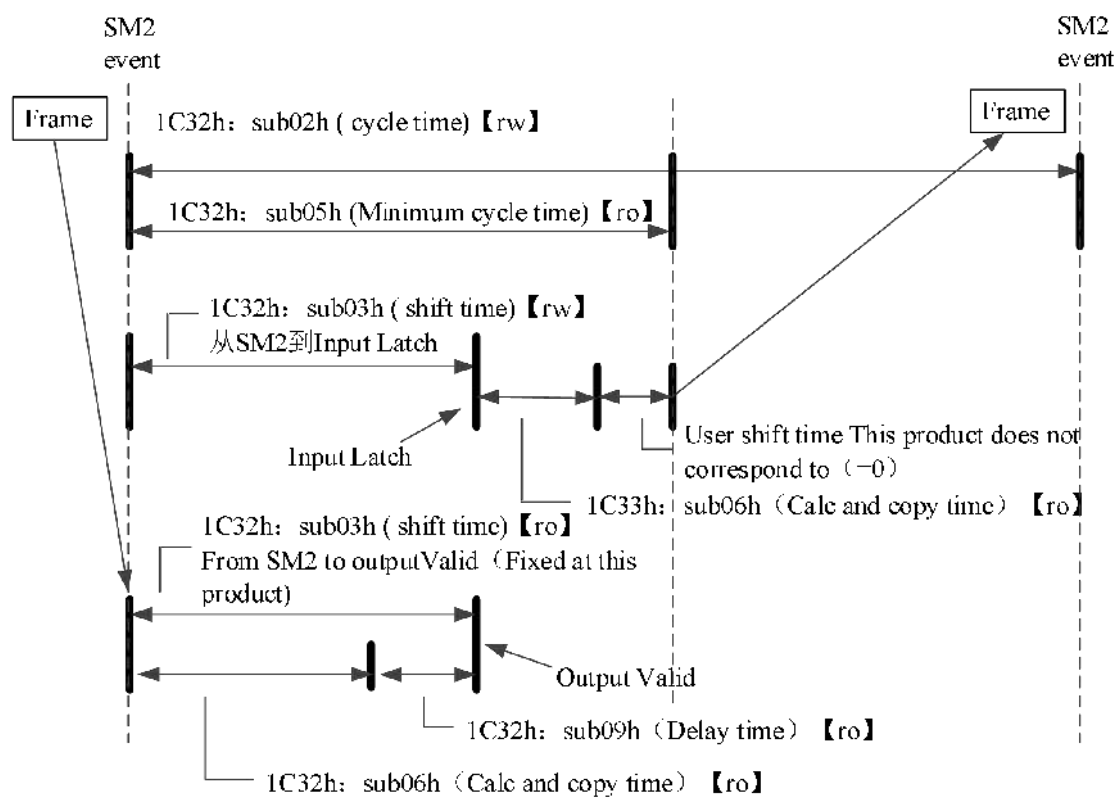 SM2
event
SM2
event
Frame
Frame
1C32h：sub02h ( cycle time)【rw】
1C32h：sub05h (Minimum cycle time)【ro】
1C32h：sub03h ( shift time)【rw】
从SM2到Input Latch
Input Latch
User shift time This product does not
correspond to（=0）
1C33h：sub06h（Calc and copy time）【ro】
1C32h：sub03h ( shift time)【ro】
From SM2 to outputValid（Fixed at this
product)
Output Valid
1C32h：sub09h（Delay time）【ro】
1C32h：sub06h（Calc and copy time）【ro】